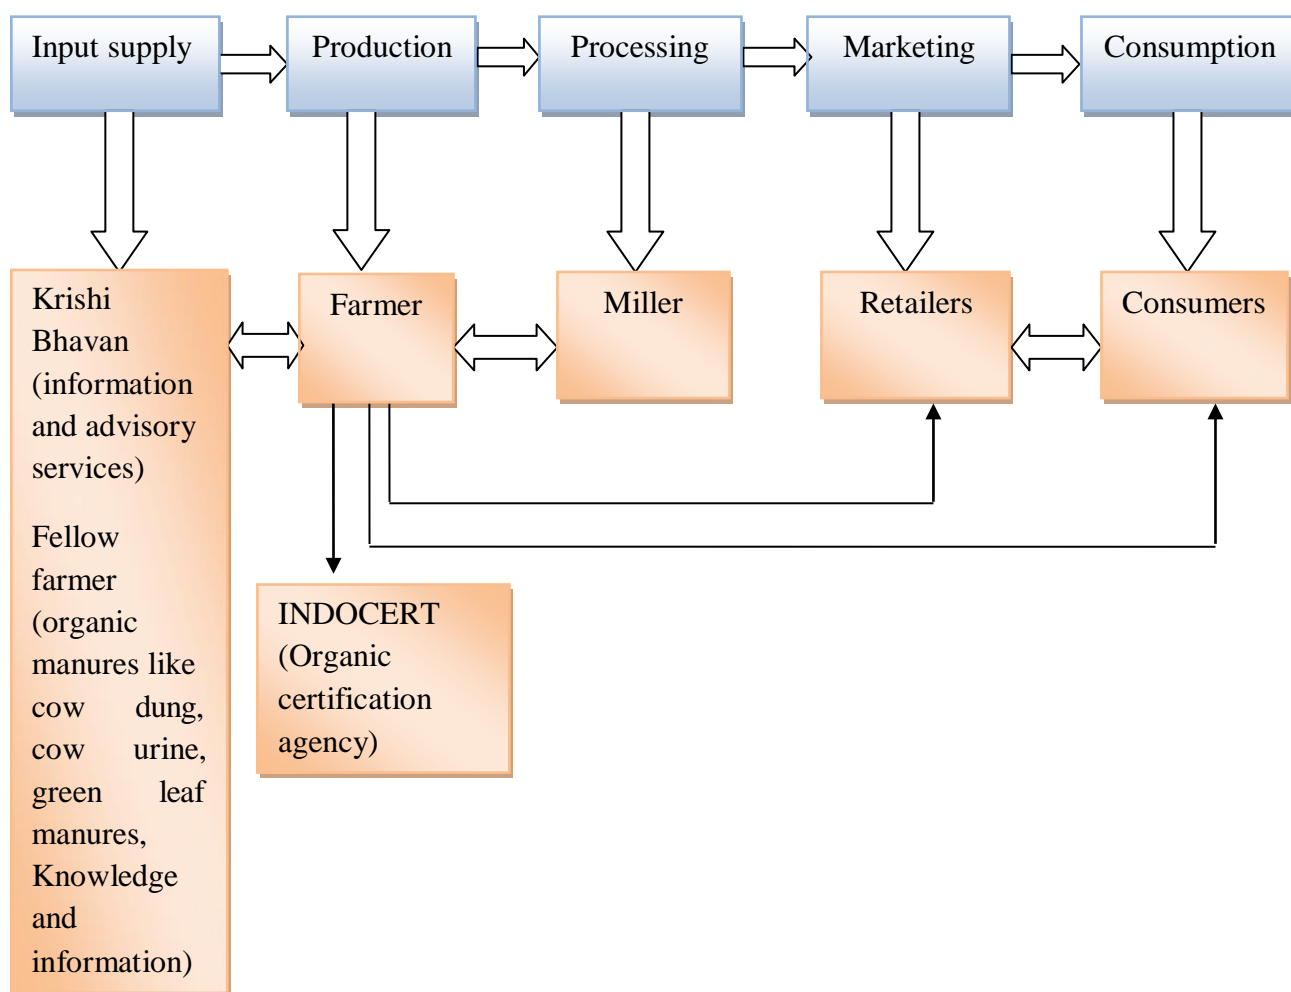 Input supply
Production
Processing
Marketing
Consumption
Krishi
Bhavan
(information
and advisory
services)
Fellow
farmer
(organic
manures like
cow dung,
cow urine,
green leaf
manures,
Knowledge
and
information)
Farmer
Miller
Retailers
Consumers
INDOCERT
(Organic
certification
agency)